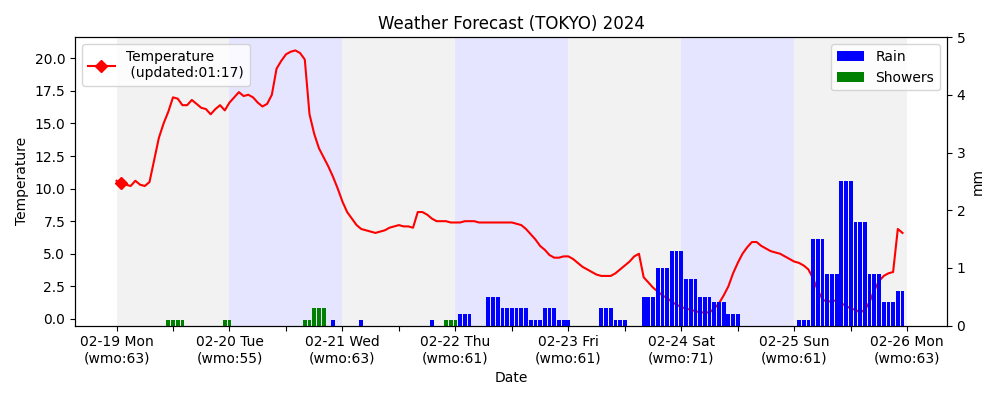 Weather Forecast (TOKYO) 2024
Temperature
(updated:01:17)
Rain
Showers
Temperature
20.0
17.5
15.0
12.5
10.0
7.5
5.0
2.5
0.0
5
4
3
2
1
0
mm
02-19 Mon
(wmo:63)
02-20 Tue
(wmo:55)
02-21 Wed
(wmo:63)
02-22 Thu
(wmo:61)
02-23 Fri
(wmo:61)
02-24 Sat
(wmo:71)
02-25 Sun
(wmo:61)
02-26 Mon
(wmo:63)
Date